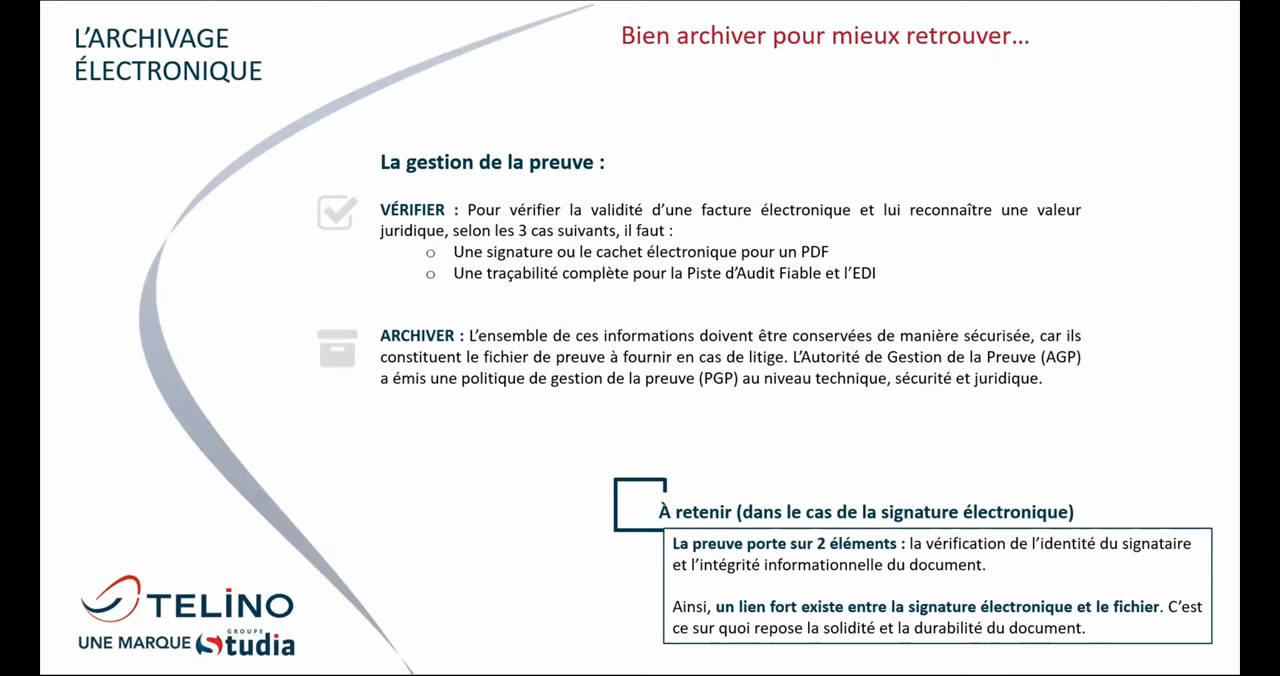 L’ARCHIVAGE
ÉLECTRONIQUE
Bien archiver pour mieux retrouver…
La gestion de la preuve :
VÉRIFIER : Pour vérifier la validité d’une facture électronique et lui reconnaître une valeur
juridique, selon les 3 cas suivants, il faut :
o Une signature ou le cachet électronique pour un PDF
o Une traçabilité complète pour la Piste d’Audit Fiable et l’EDI
ARCHIVER : L’ensemble de ces informations doivent être conservées de manière sécurisée, car ils
constituent le fichier de preuve à fournir en cas de litige. L’Autorité de Gestion de la Preuve (AGP)
a émis une politique de gestion de la preuve (PGP) au niveau technique, sécurité et juridique.
À retenir (dans le cas de la signature électronique)
La preuve porte sur 2 éléments : la vérification de l’identité du signataire
et l’intégrité informationnelle du document.
Ainsi, un lien fort existe entre la signature électronique et le fichier. C’est
ce sur quoi repose la solidité et la durabilité du document.
TELINO
UNE MARQUE GROUPE Studia